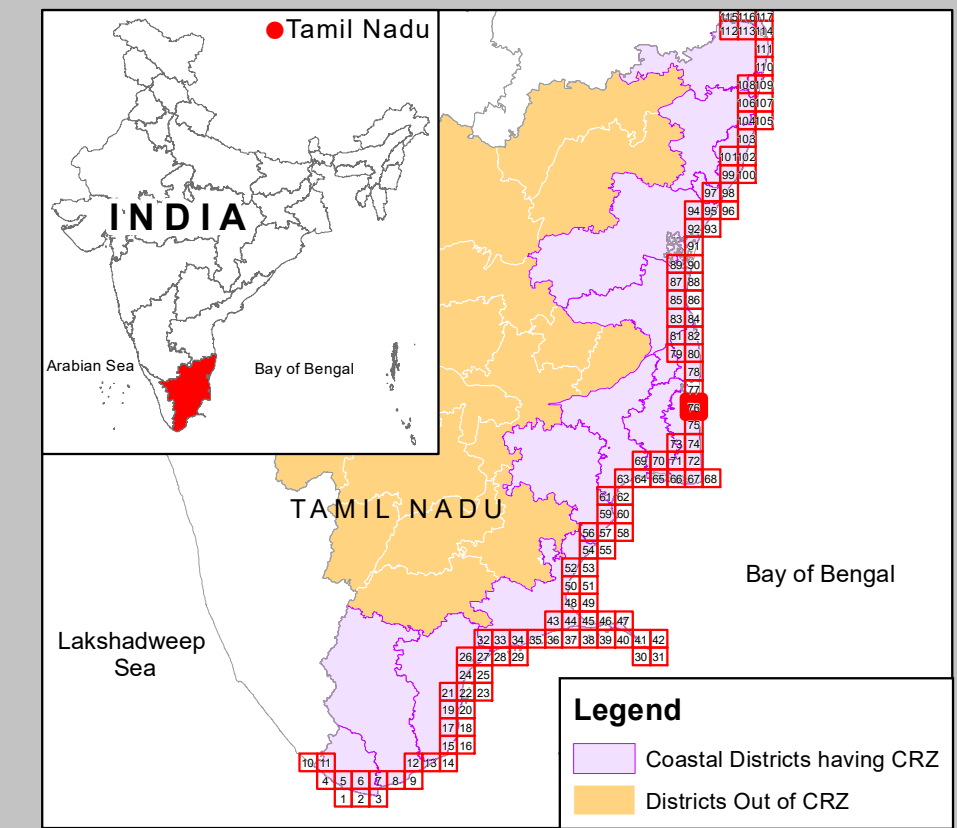 Tamil Nadu
INDIA
Arabian Sea
Bay of Bengal
115 116 117
112 113 114
111
110
108 109
106 107
104 105
103
101 102
99 100
97 98
94 95 96
92 93
91
89 90
87 88
85 86
83 84
81 82
79 80
78
77
76
75
73 74
69 70 71 72
63 64 65 66 67 68
61 62
59 60
56 57 58
54 55
52 53
50 51
48 49
43 44 45 46 47
32 33 34 35 36 37 38 39 40 41 42
26 27 28 29 30 31
24 25
21 22 23
19 20
17 18
15 16
10 11 12 13 14
4 5 6 7 8 9
1 2 3
TAMIL NADU
Bay of Bengal
Lakshadweep
Sea
Legend
Coastal Districts having CRZ
Districts Out of CRZ